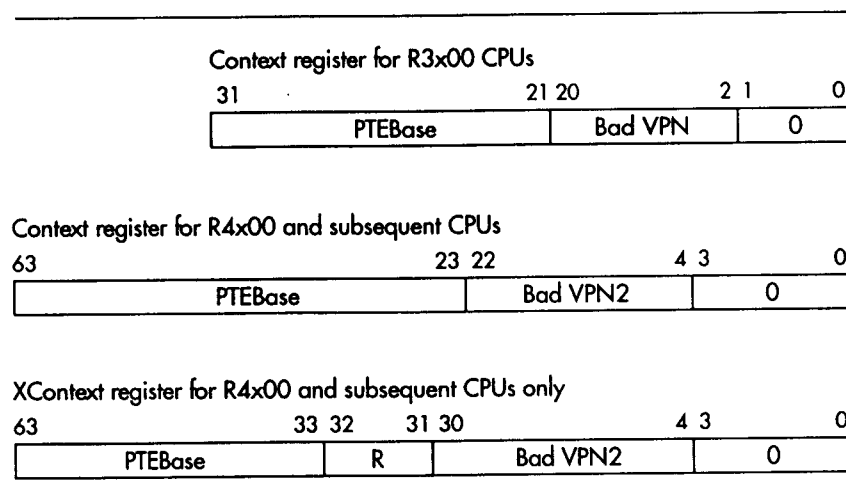 Context register for R3x00 CPUs
31 21 20 2 1 0
PTEBase Bad VPN 0
Context register for R4x00 and subsequent CPUs
63 23 22 4 3 0
PTEBase Bad VPN2 0
XContext register for R4x00 and subsequent CPUs only
63 33 32 31 30 4 3 0
PTEBase R Bad VPN2 0